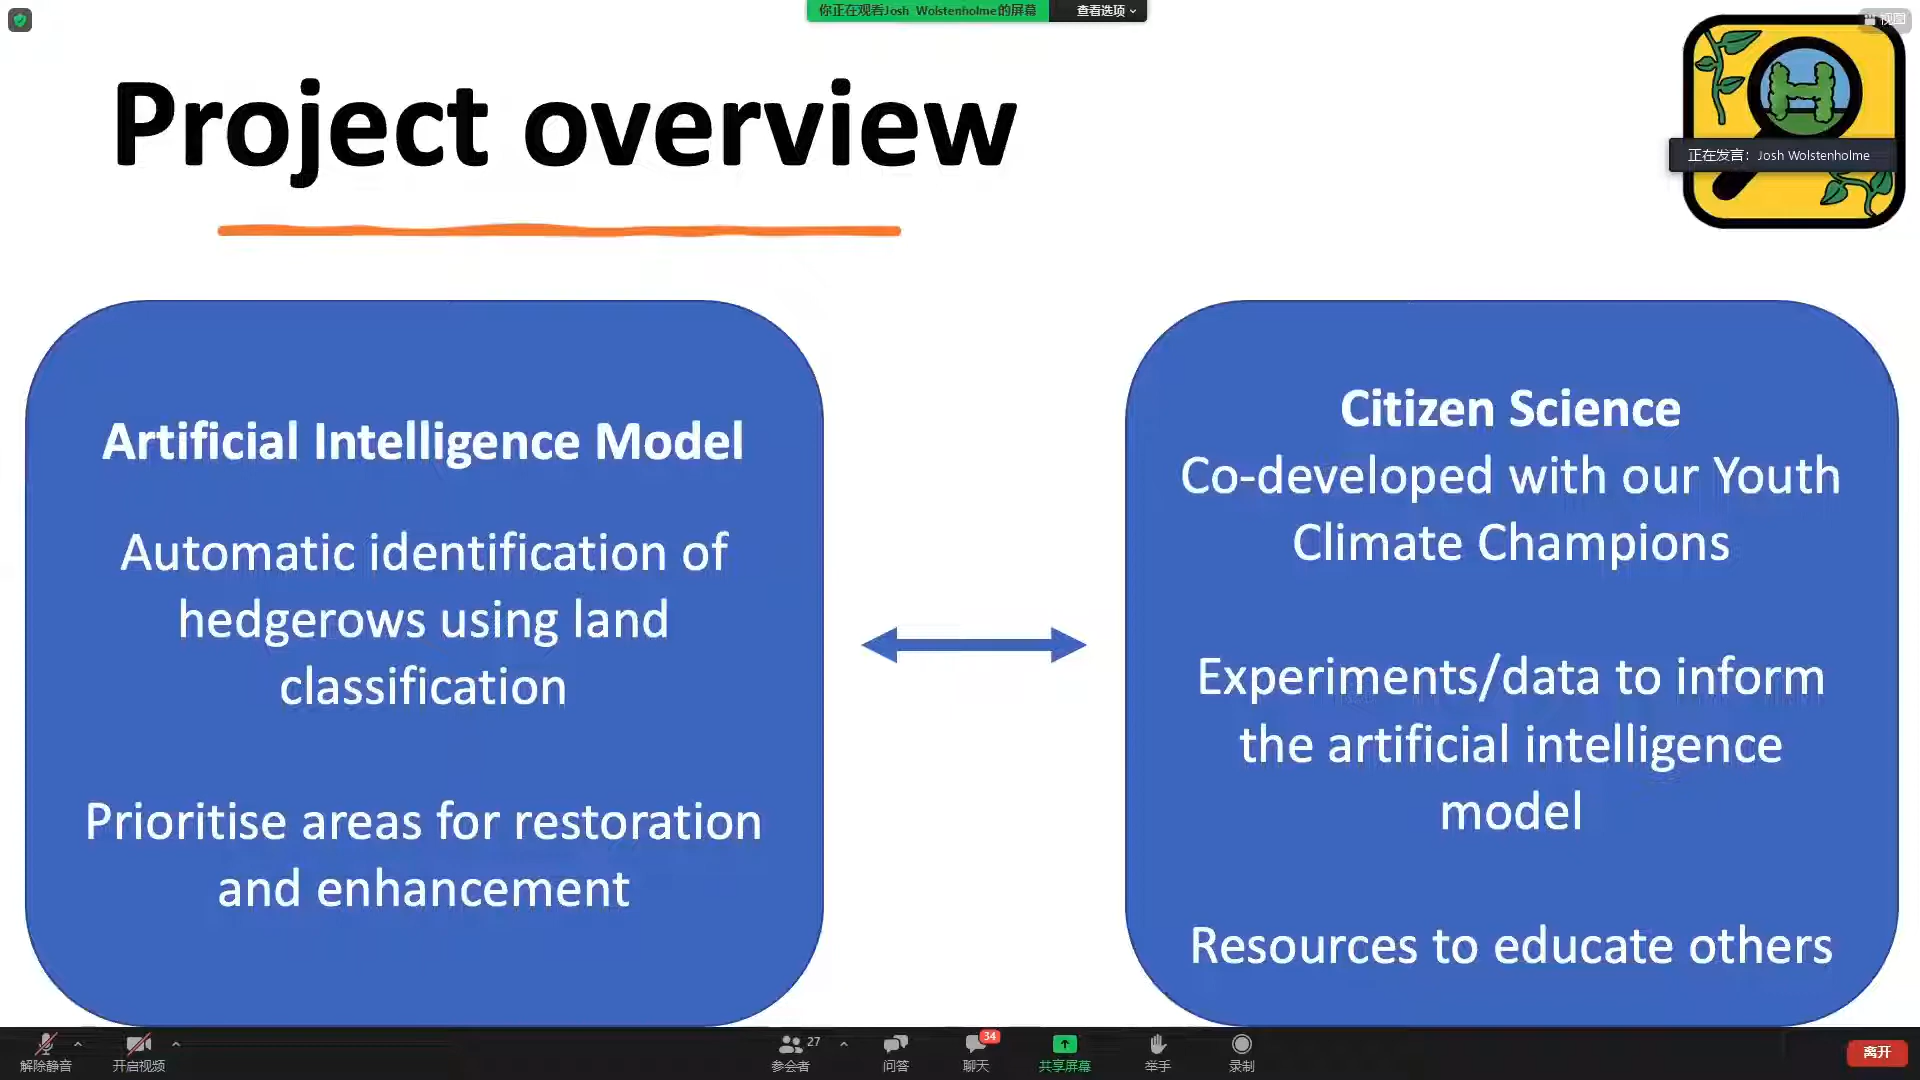 你正在观看Josh Wolstenholme的屏幕
查看选项
视图
Project overview
正在发言: Josh Wolstenholme
Artificial Intelligence Model
Automatic identification of
hedgerows using land
classification
Prioritise areas for restoration
and enhancement
Citizen Science
Co-developed with our Youth
Climate Champions
Experiments/data to inform
the artificial intelligence
model
Resources to educate others
解除静音
开启视频
27
参会者
问答
34
聊天
共享屏幕
举手
录制
离开